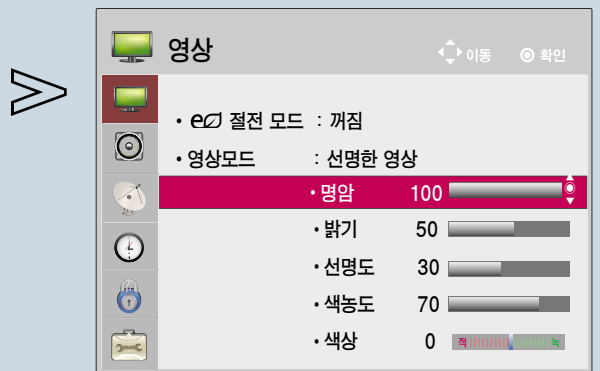 영상 이동 확인
• e 절전 모드 : 꺼짐
• 영상모드 : 선명한 영상
• 명암 100
• 밝기 50
• 선명도 30
• 색농도 70
• 색상 0 적 녹